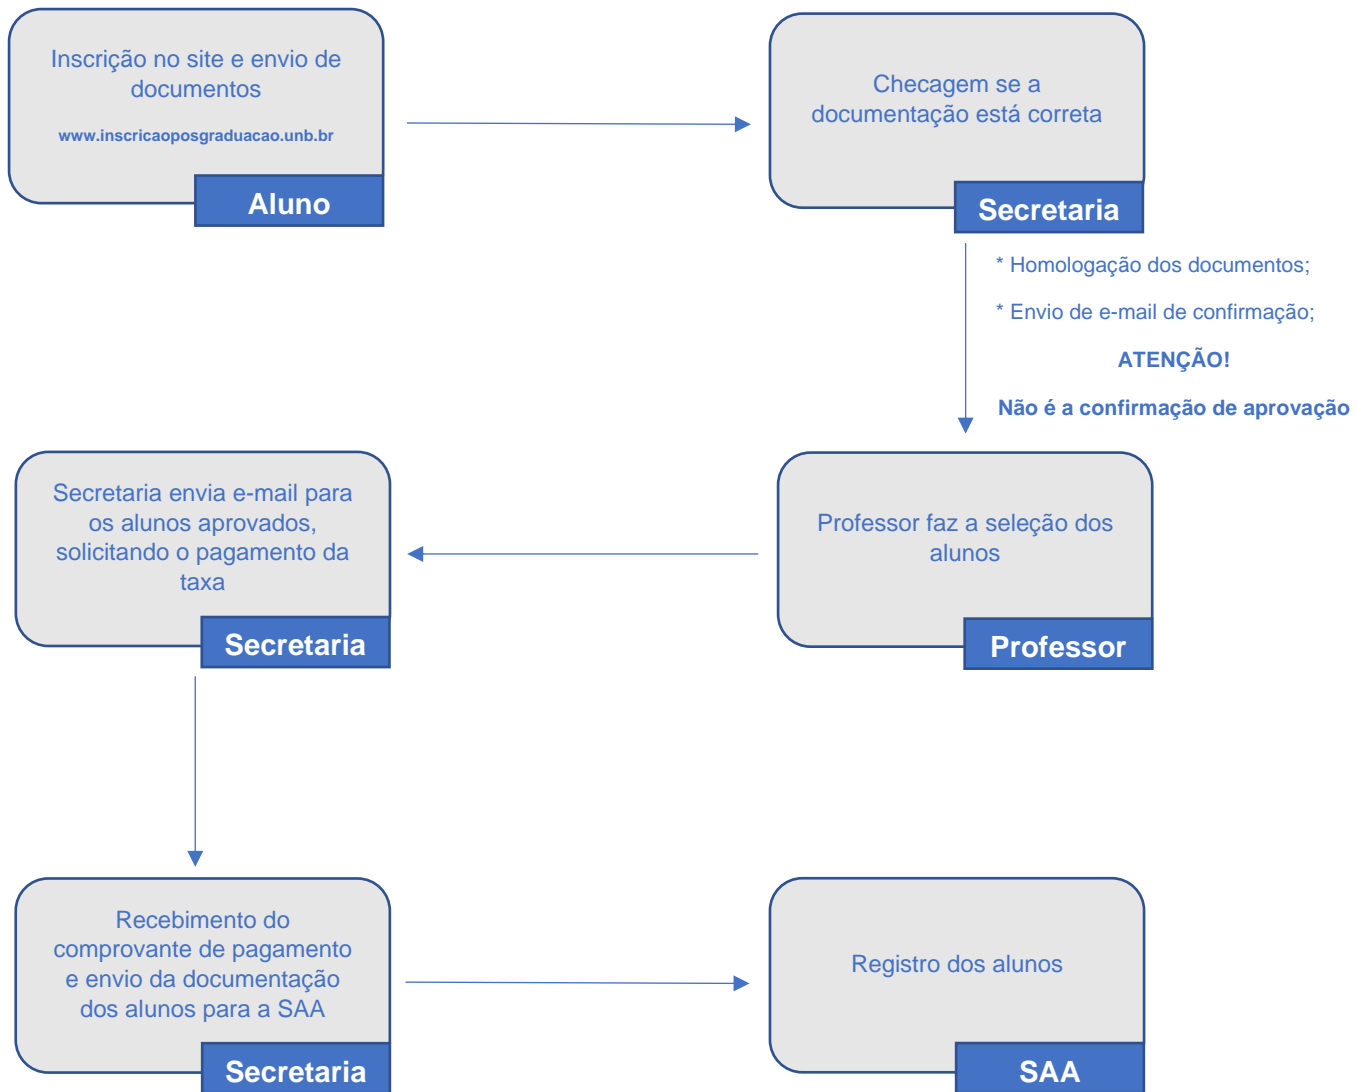 Inscrição no site e envio de
documentos
www.inscricaoposgraduacao.unb.br
Aluno
Checagem se a
documentação está correta
Secretaria
* Homologação dos documentos;
* Envio de e-mail de confirmação;
ATENÇÃO!
Não é a confirmação de aprovação
Professor faz a seleção dos
alunos
Professor
Secretaria envia e-mail para
os alunos aprovados,
solicitando o pagamento da
taxa
Secretaria
Recebimento do
comprovante de pagamento
e envio da documentação
dos alunos para a SAA
Secretaria
Registro dos alunos
SAA